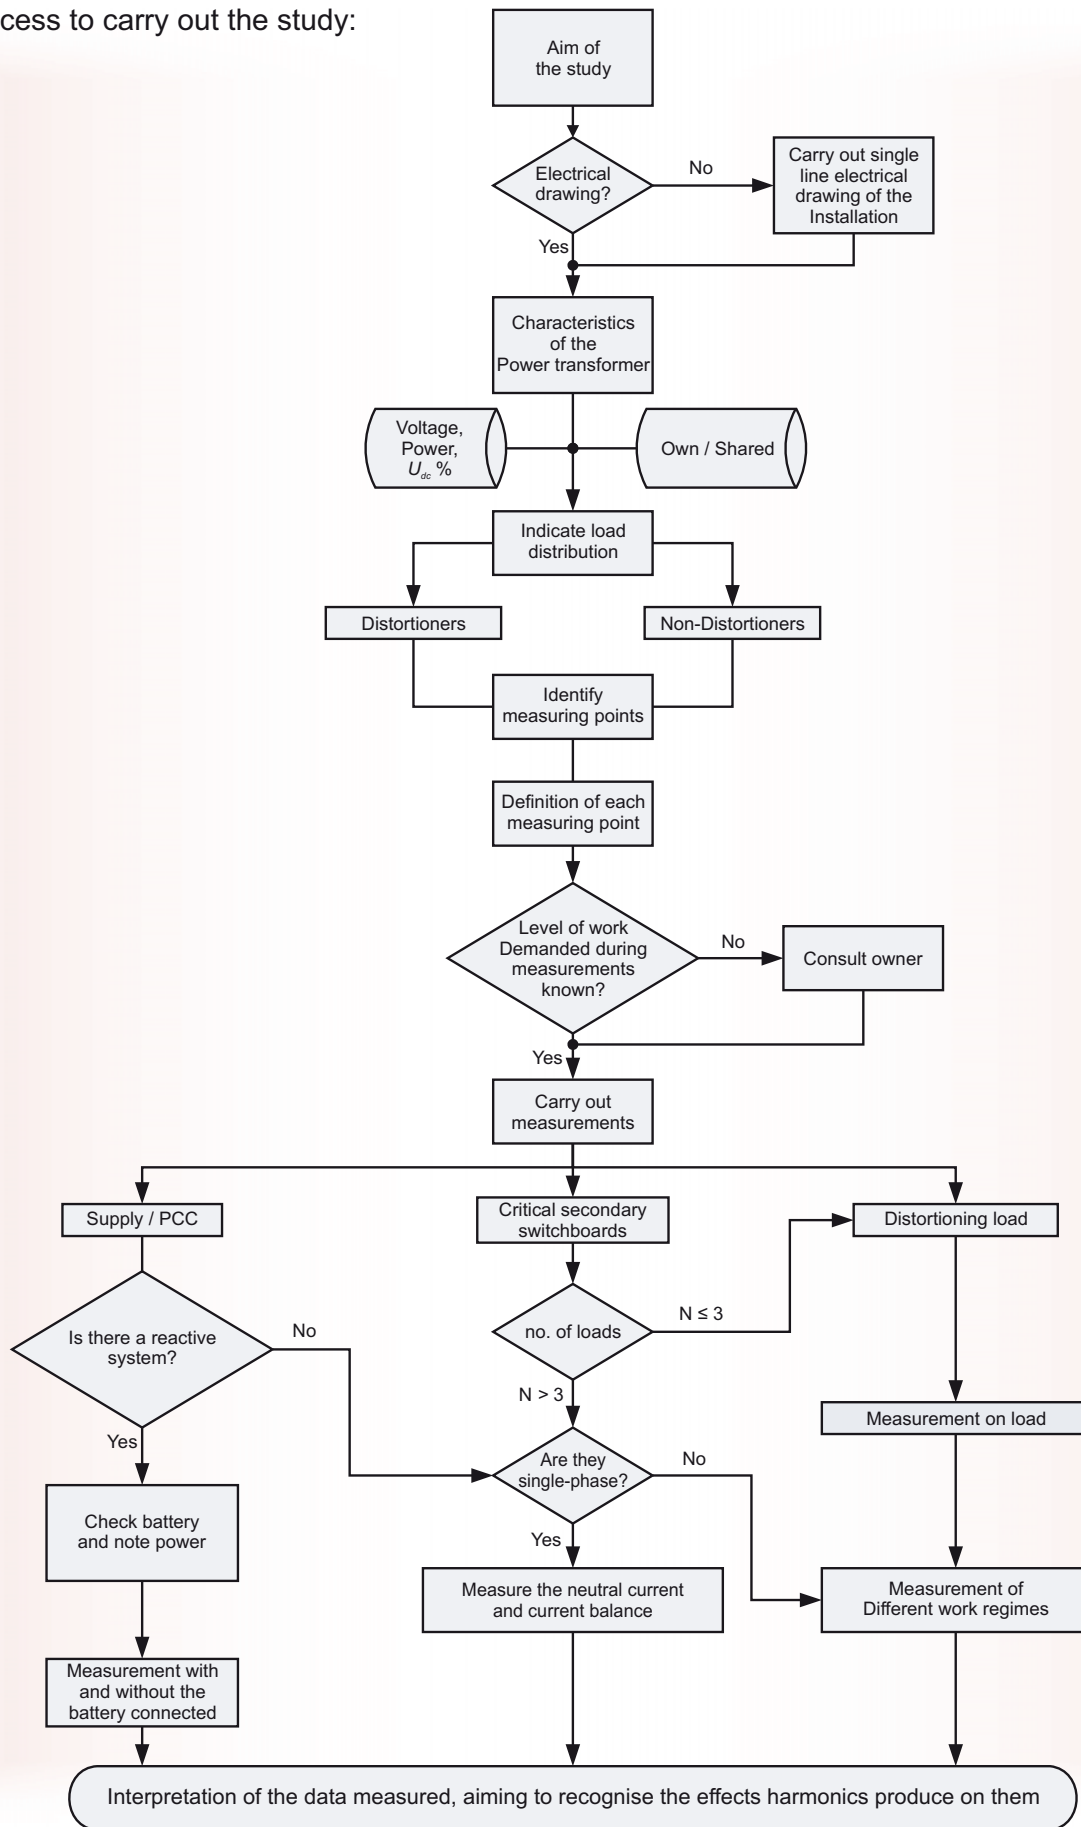 cess to carry out the study:
Aim of
the study
Electrical
drawing?
No
Carry out single
line electrical
drawing of the
Installation
Yes
Characteristics
of the
Power transformer
Voltage,
Power,
Udc %
Own / Shared
Indicate load
distribution
Distortioners
Non-Distortioners
Identify
measuring points
Definition of each
measuring point
Level of work
Demanded during
measurements
known?
No
Consult owner
Yes
Carry out
measurements
Supply / PCC
Critical secondary
switchboards
Distortioning load
Is there a reactive
system?
No
no. of loads
N ≤ 3
N > 3
Measurement on load
Yes
Are they
single-phase?
No
Check battery
and note power
Yes
Measure the neutral current
and current balance
Measurement of
Different work regimes
Measurement with
and without the
battery connected
Interpretation of the data measured, aiming to recognise the effects harmonics produce on them